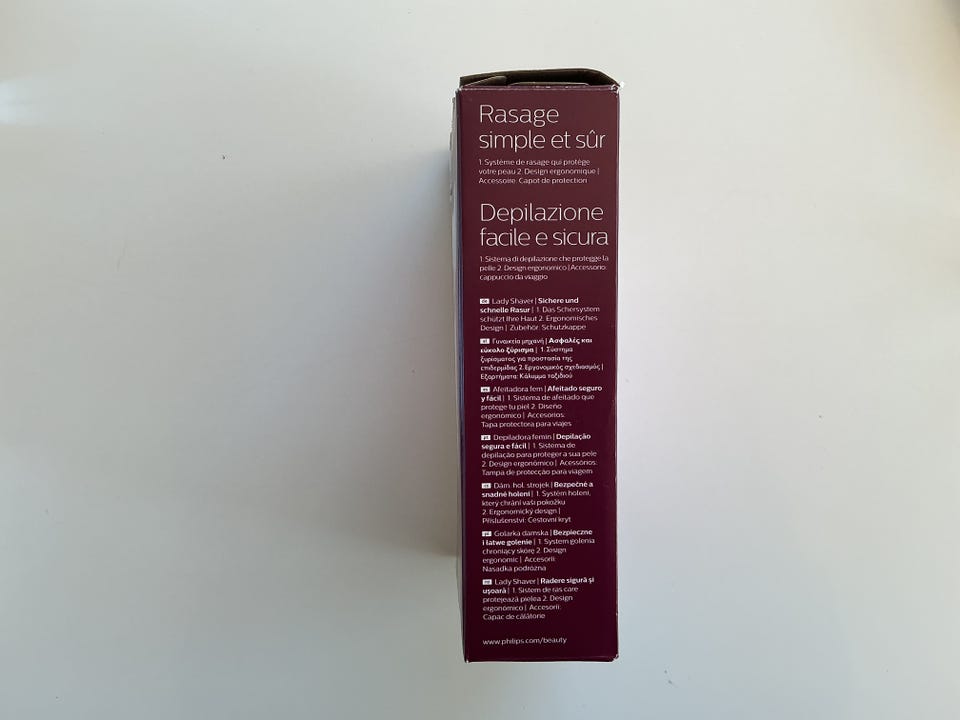 Rasage
simple et sûr
1. Système de rasage qui protège
votre peau 2. Design ergonomique |
Accessoire: Capot de protection
Depilazione
facile e sicura
1. Sistema di depilazione che protegge la
pelle 2. Design ergonomico | Accessorio:
cappuccio da viaggio
de Lady Shaver | Sichere und
schnelle Rasur | 1. Das Schersystem
schützt Ihre Haut 2. Ergonomisches
Design | Zubehör: Schutzkappe
el Γυναικεία μηχανή | Ασφαλές και
εύκολο ξύρισμα | 1. Σύστημα
ξυρίσματος για προστασία της
επιδερμίδας 2. Εργονομικός σχεδιασμός |
Εξαρτήματα: Κάλυμμα ταξιδιού
es Afeitadora fem | Afeitado seguro
y fácil | 1. Sistema de afeitado que
protege tu piel 2. Diseño
ergonómico | Accesorios:
Tapa protectora para viajes
pt Depiladora femin | Depilação
segura e fácil | 1. Sistema de
depilação para proteger a sua pele
2. Design ergonómico | Acessórios:
Tampa de protecção para viagem
cs Dám. hol. strojek | Bezpečné a
snadné holení | 1. Systém holení,
který chrání vaši pokožku
2. Ergonomický design |
Příslušenství: Cestovní kryt
pl Golarka damska | Bezpieczne
i łatwe golenie | 1. System golenia
chroniący skórę 2. Design
ergonomic | Accesorii:
Nasadka podróżna
ro Lady Shaver | Radere sigură și
ușoară | 1. Sistem de ras care
protejează pielea 2. Design
ergonómico | Accesorii:
Capac de călătorie
www.philips.com/beauty